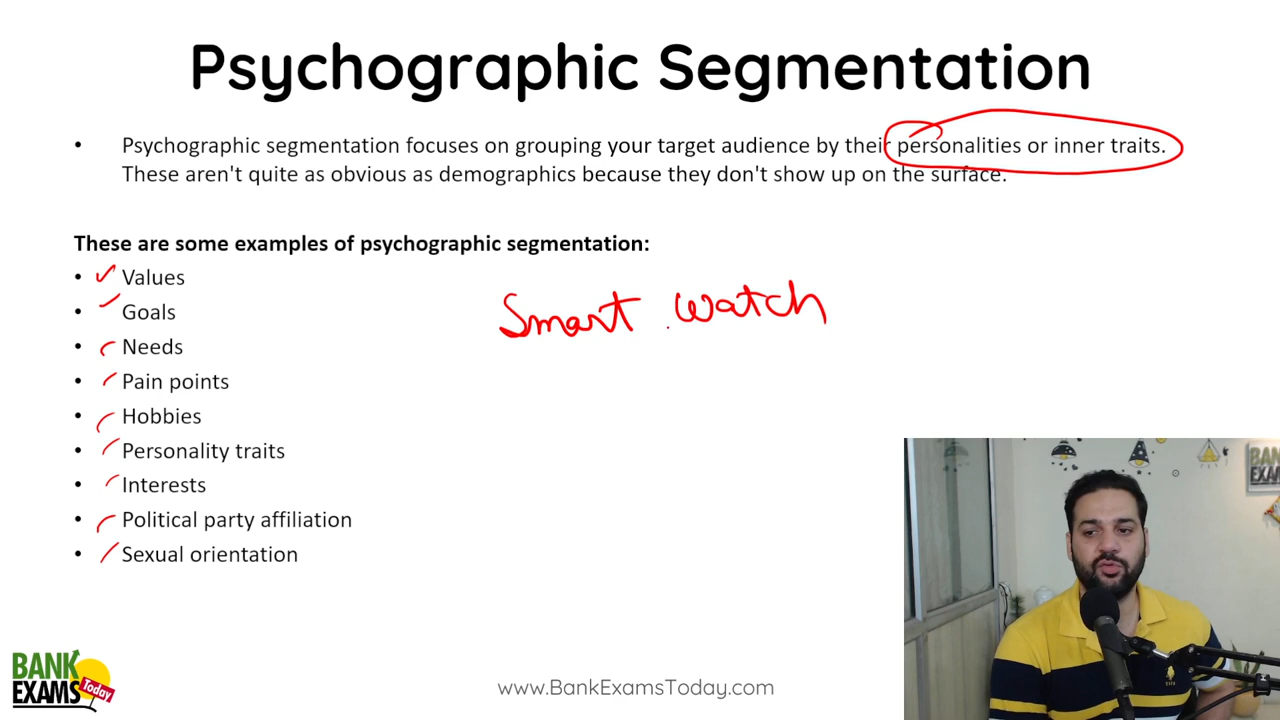 Psychographic Segmentation
• Psychographic segmentation focuses on grouping your target audience by their personalities or inner traits.
These aren't quite as obvious as demographics because they don't show up on the surface.
These are some examples of psychographic segmentation:
• Values
• Goals
• Needs
• Pain points
• Hobbies
• Personality traits
• Interests
• Political party affiliation
• Sexual orientation
Smart watch
BANK
EXAM
BANK
EXAMS
Today
www.BankExamsToday.com